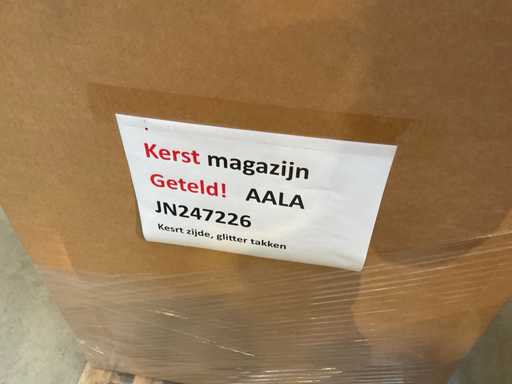 Kerst magazijn
Geteld! AALA
JN247226
Kesrt zijde, glitter takken